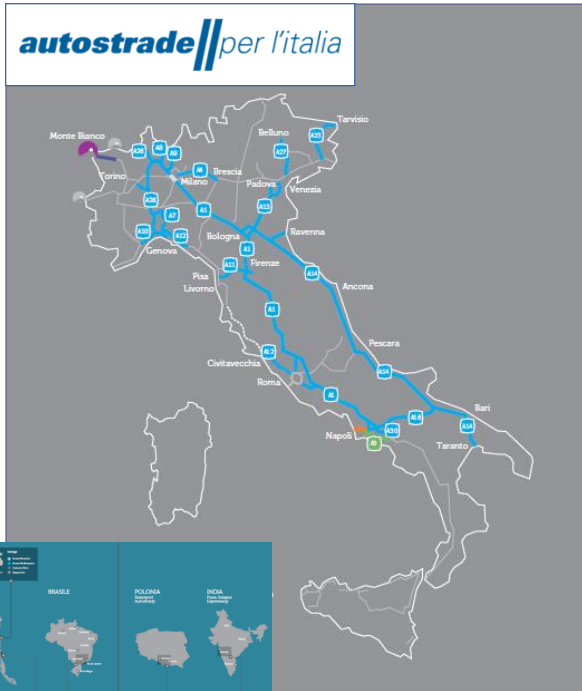 autostrade//per l'italia
Tarvisio
Monte Bianco
Belluno
A26
A8
A9
A23
A27
Torino
A4
Brescia
Milano
Padova
Venezia
A26
A1
A13
A7
A10
A12
Bologna
Ravenna
Genova
A1
A11
Firenze
A14
Pisa
Livorno
Ancona
A1
Pescara
A12
Civitavecchia
A14
Roma
A1
Bari
A16
Napoli
A30
A14
Taranto
A3
BRASILE
POLONIA
INDIA